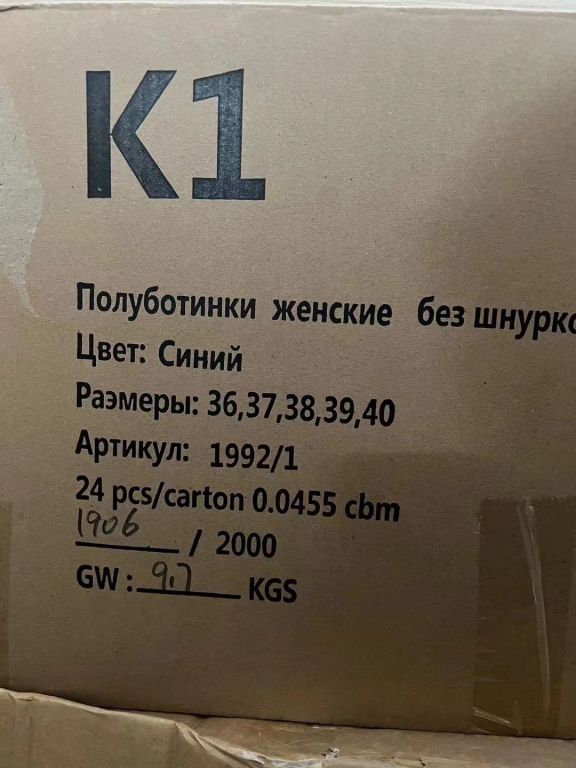 K1
Полуботинки женские без шнурко
Цвет: Синий
Раэмеры: 36,37,38,39,40
Артикул: 1992/1
24 pcs/carton 0.0455 cbm
1906 / 2000
GW : 9.7 KGS